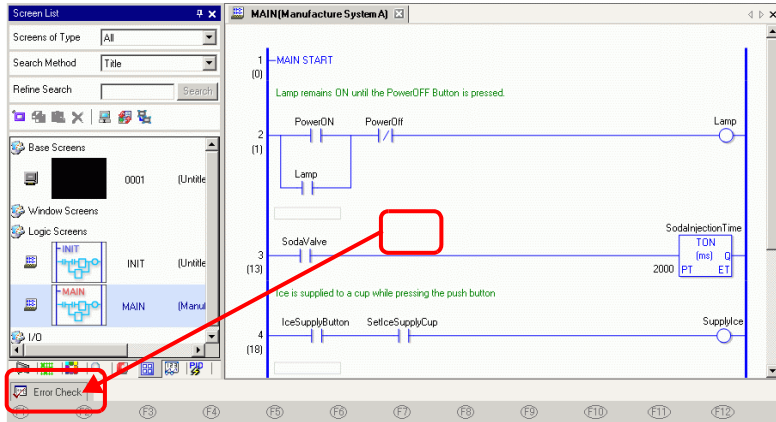 Screen List
Screens of Type All
Search Method Title
Refine Search Search
Base Screens
0001 (Untitle
Window Screens
Logic Screens
INIT INIT (Untitle
MAIN MAIN (Manul
I/O
Error Check
MAIN(Manufacture System A)
1 MAIN START
(0)
Lamp remains ON until the PowerOFF Button is pressed.
PowerON PowerOff Lamp
2
(1)
Lamp
SodaValve SodaInjectionTime
TON
3 (ms) Q
(13) 2000 PT ET
Ice is supplied to a cup while pressing the push button
IceSupplyButton SetIceSupplyCup SupplyIce
4
(18)
(F1) (F2) (F3) (F4) (F5) (F6) (F7) (F8) (F9) (F10) (F11) (F12)